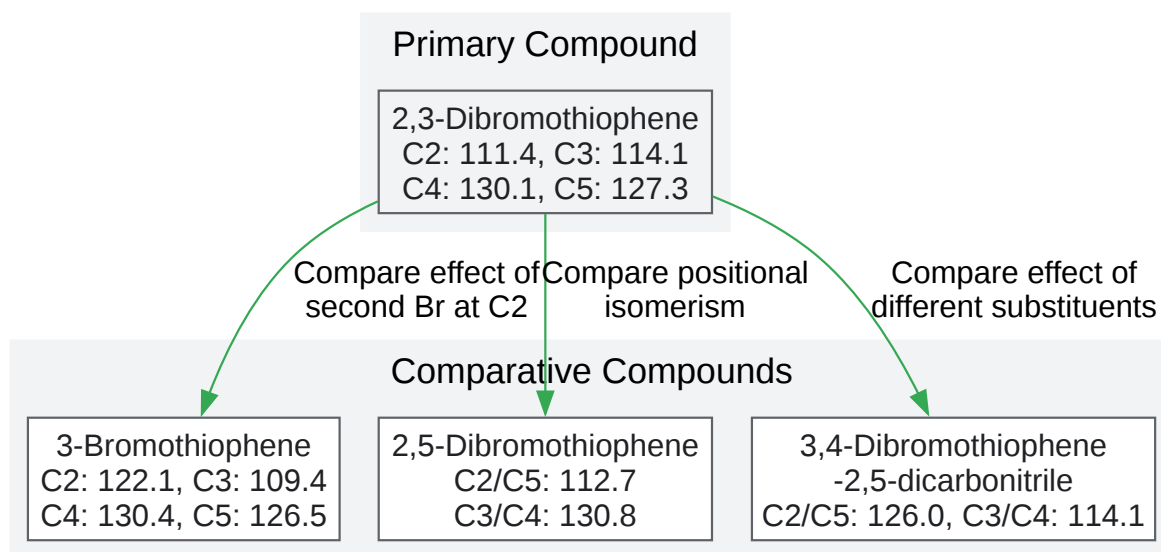 Primary Compound
2,3-Dibromothiophene
C2: 111.4, C3: 114.1
C4: 130.1, C5: 127.3
Compare effect of
second Br at C2
Compare positional
isomerism
Compare effect of
different substituents
Comparative Compounds
3-Bromothiophene
C2: 122.1, C3: 109.4
C4: 130.4, C5: 126.5
2,5-Dibromothiophene
C2/C5: 112.7
C3/C4: 130.8
3,4-Dibromothiophene
-2,5-dicarbonitrile
C2/C5: 126.0, C3/C4: 114.1